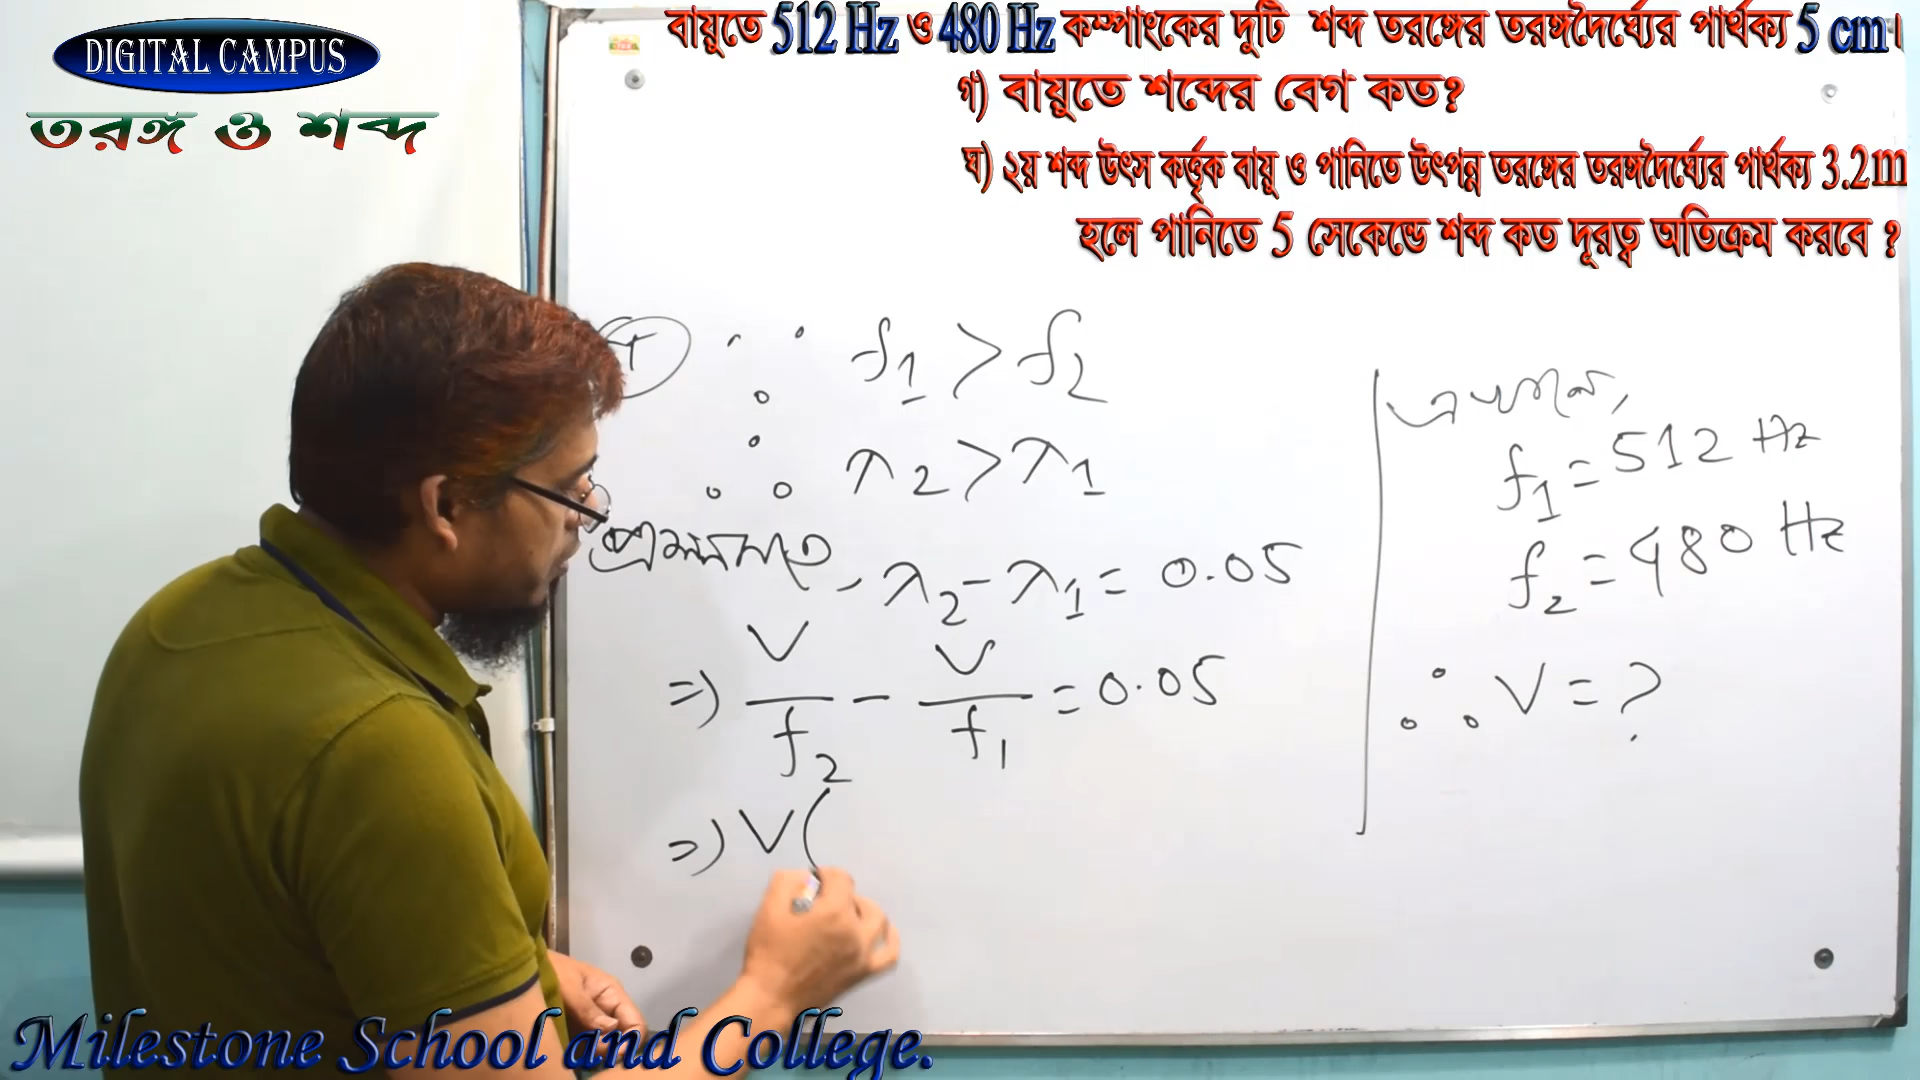 DIGITAL CAMPUS
তরঙ্গ ও শব্দ
বায়ুতে 512 Hz ও 480 Hz কম্পাংকের দুটি শব্দ তরঙ্গের তরঙ্গদৈর্ঘ্যের পার্থক্য 5 cm।
গ) বায়ুতে শব্দের বেগ কত?
ঘ) ২য় শব্দ উৎস কর্ত্তৃক বায়ু ও পানিতে উৎপন্ন তরঙ্গের তরঙ্গদৈর্ঘ্যের পার্থক্য 3.2m
হলে পানিতে 5 সেকেন্ডে শব্দ কত দূরত্ব অতিক্রম করবে ?
∵ f₁ > f₂
∴ λ₂ > λ₁
প্রশ্নমতে, λ₂ - λ₁ = 0.05
⇒) V/f₂ - V/f₁ = 0.05
⇒) V(
এখানে,
f₁ = 512 Hz
f₂ = 480 Hz
∴ V = ?
Milestone School and College.